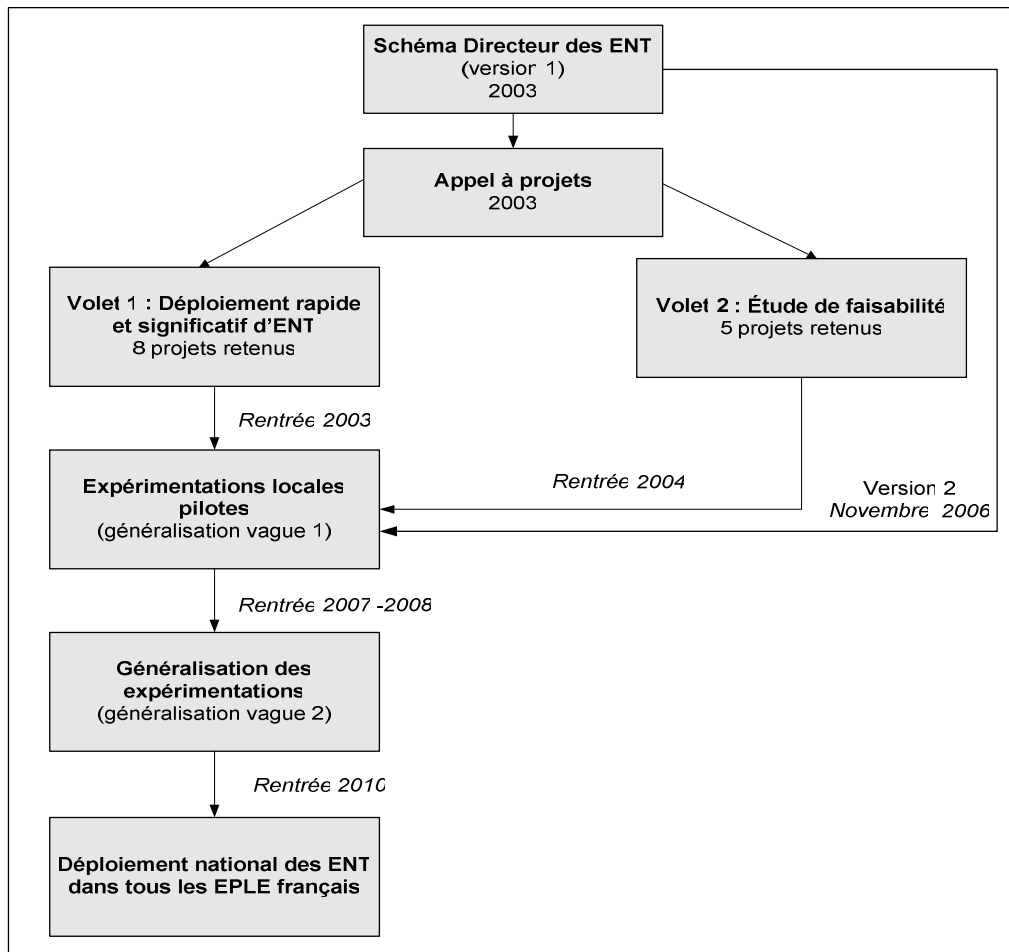 Schéma Directeur des ENT
(version 1)
2003
Appel à projets
2003
Volet 1 : Déploiement rapide
et significatif d'ENT
8 projets retenus
Volet 2 : Étude de faisabilité
5 projets retenus
Rentrée 2003
Expérimentations locales
pilotes
(généralisation vague 1)
Rentrée 2004
Version 2
Novembre 2006
Rentrée 2007 -2008
Généralisation des
expérimentations
(généralisation vague 2)
Rentrée 2010
Déploiement national des ENT
dans tous les EPLE français